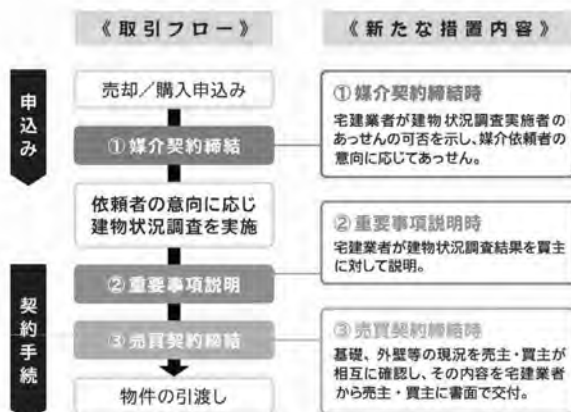 《取引フロー》
《新たな措置内容》
申込み
売却／購入申込み
①媒介契約締結
依頼者の意向に応じ
建物状況調査を実施
契約手続
②重要事項説明
③売買契約締結
物件の引渡し
①媒介契約締結時
宅建業者が建物状況調査実施者の
あっせんの可否を示し、媒介依頼者の
意向に応じてあっせん。
②重要事項説明時
宅建業者が建物状況調査結果を買主
に対して説明。
③売買契約締結時
基礎、外壁等の現況を売主・買主が
相互に確認し、その内容を宅建業者
から売主・買主に書面で交付。